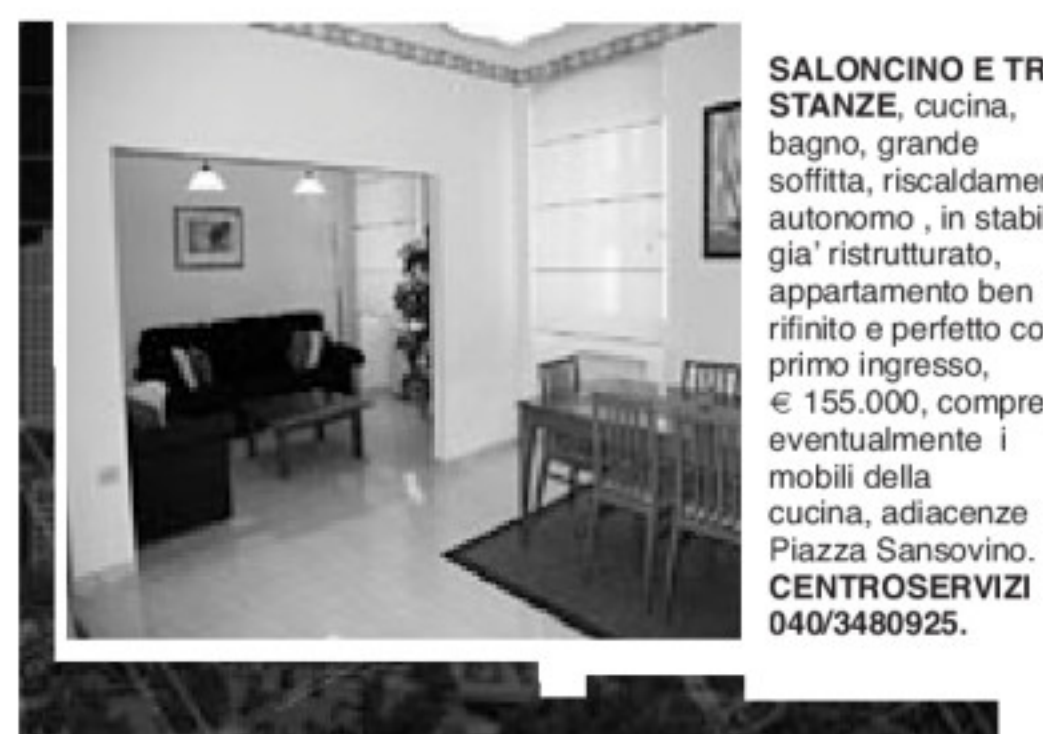 SALONCINO E TR
STANZE, cucina,
bagno, grande
soffitta, riscaldamen
autonomo , in stabi
gia' ristrutturato,
appartamento ben
rifinito e perfetto co
primo ingresso,
€ 155.000, compre
eventualmente i
mobili della
cucina, adiacenze
Piazza Sansovino.
CENTROSERVIZI
040/3480925.